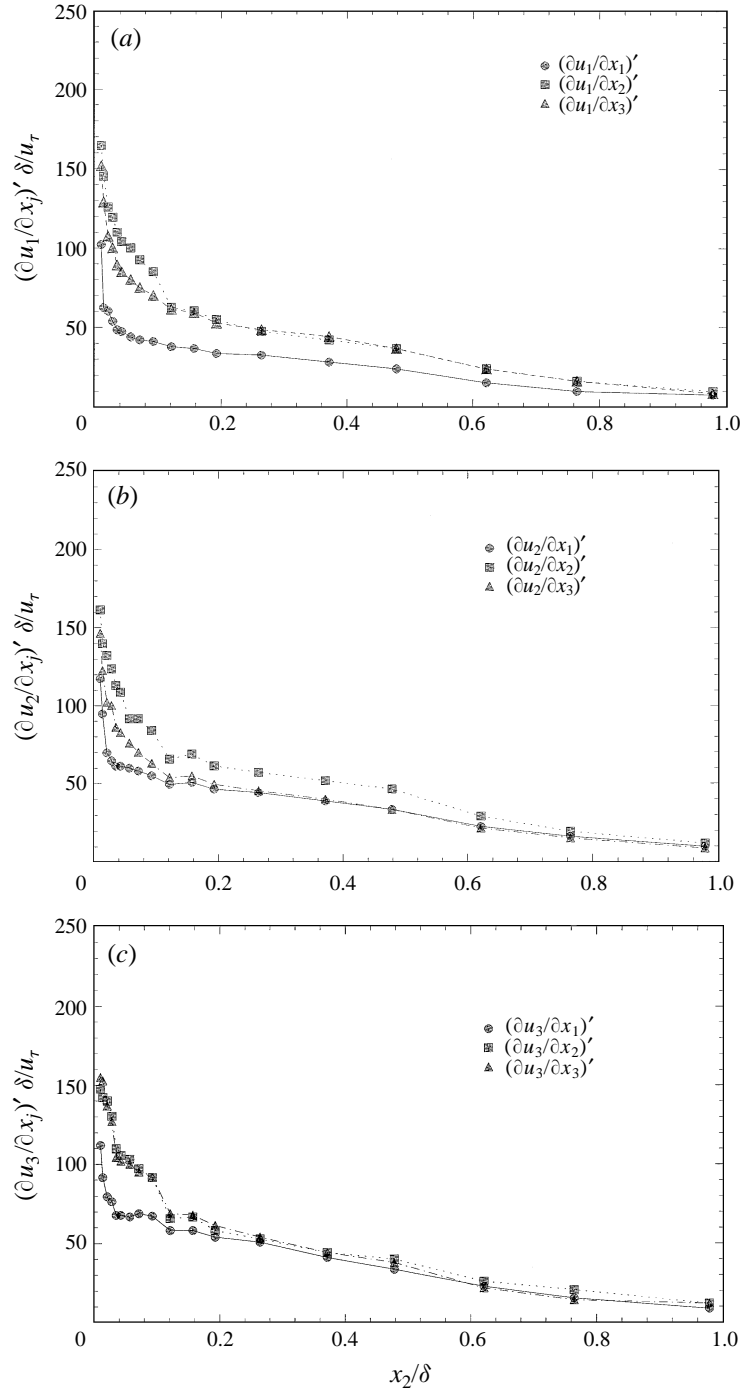 250
(a)
(∂u₁/∂x₁)′
(∂u₁/∂x₂)′
(∂u₁/∂x₃)′
200
150
100
50
0
0.2
0.4
0.6
0.8
1.0
(∂u₁/∂xⱼ)′ δ/u_τ
250
(b)
(∂u₂/∂x₁)′
(∂u₂/∂x₂)′
(∂u₂/∂x₃)′
200
150
100
50
0
0.2
0.4
0.6
0.8
1.0
(∂u₂/∂xⱼ)′ δ/u_τ
250
(c)
(∂u₃/∂x₁)′
(∂u₃/∂x₂)′
(∂u₃/∂x₃)′
200
150
100
50
0
0.2
0.4
0.6
0.8
1.0
(∂u₃/∂xⱼ)′ δ/u_τ
x₂/δ